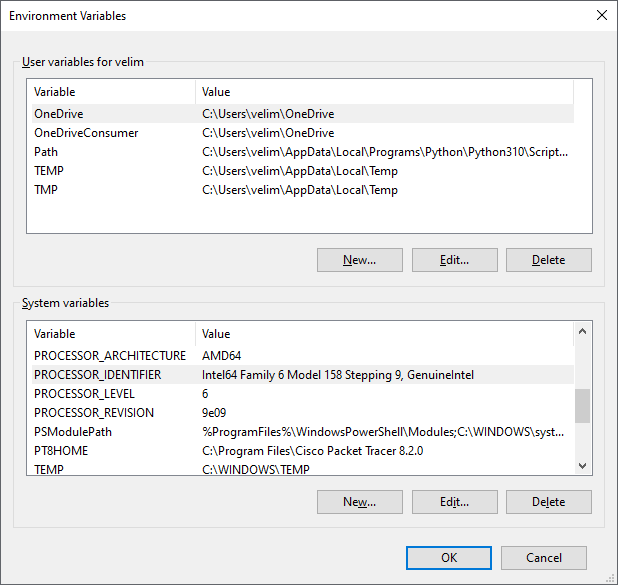 Environment Variables
User variables for velim
Variable Value
OneDrive C:\Users\velim\OneDrive
OneDriveConsumer C:\Users\velim\OneDrive
Path C:\Users\velim\AppData\Local\Programs\Python\Python310\Script...
TEMP C:\Users\velim\AppData\Local\Temp
TMP C:\Users\velim\AppData\Local\Temp
New... Edit... Delete
System variables
Variable Value
PROCESSOR_ARCHITECTURE AMD64
PROCESSOR_IDENTIFIER Intel64 Family 6 Model 158 Stepping 9, GenuineIntel
PROCESSOR_LEVEL 6
PROCESSOR_REVISION 9e09
PSModulePath %ProgramFiles%\WindowsPowerShell\Modules;C:\WINDOWS\syst...
PT8HOME C:\Program Files\Cisco Packet Tracer 8.2.0
TEMP C:\WINDOWS\TEMP
New... Edit... Delete
OK Cancel